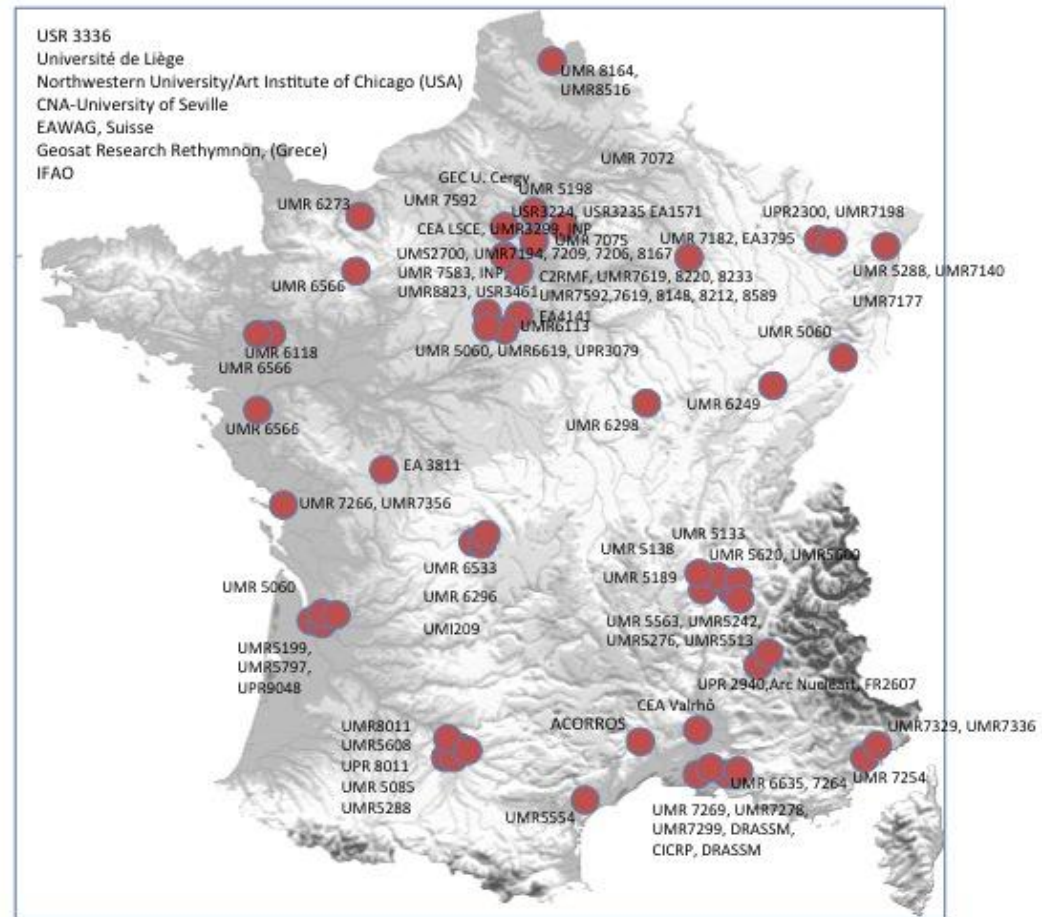 USR 3336
Université de Liège
Northwestern University/Art Institute of Chicago (USA)
CNA-University of Seville
EAWAG, Suisse
Geosat Research Rethymnon, (Grece)
IFAO
UMR 8164,
UMR8516
UMR 7072
GEC U. Cergy
UMR 5198
UMR 7592
UMR 6273
USR3224, USR3235 EA1571
UPR2300, UMR7198
CEA LSCE, UMR3299, INP
UMR 7075
UMR 7182, EA3795
UMS2700, UMR7194, 7209, 7206, 8167
UMR 5288, UMR7140
UMR 7583, INP,
C2RMF, UMR7619, 8220, 8233
UMR 6566
UMR8823, USR3461
UMR7592,7619, 8148, 8212, 8589
UMR7177
EA4141
UMR6113
UMR 5060
UMR 6118
UMR 5060, UMR6619, UPR3079
UMR 6566
UMR 6249
UMR 6298
UMR 6566
EA 3811
UMR 7266, UMR7356
UMR 5133
UMR 5138
UMR 5620, UMR5600
UMR 6533
UMR 5189
UMR 5060
UMR 6296
UMR 5563, UMR5242,
UMI209
UMR5276, UMR5513
UMR5199,
UMR5797,
UPR9048
UPR 2940,Arc Nucléart, FR2607
CEA Valrhô
ACORROS
UMR8011
UMR7329, UMR7336
UMR5608
UPR 8011
UMR 7254
UMR 6635, 7264
UMR 5085
UMR5288
UMR5554
UMR 7269, UMR7278,
UMR7299, DRASSM,
CICRP, DRASSM